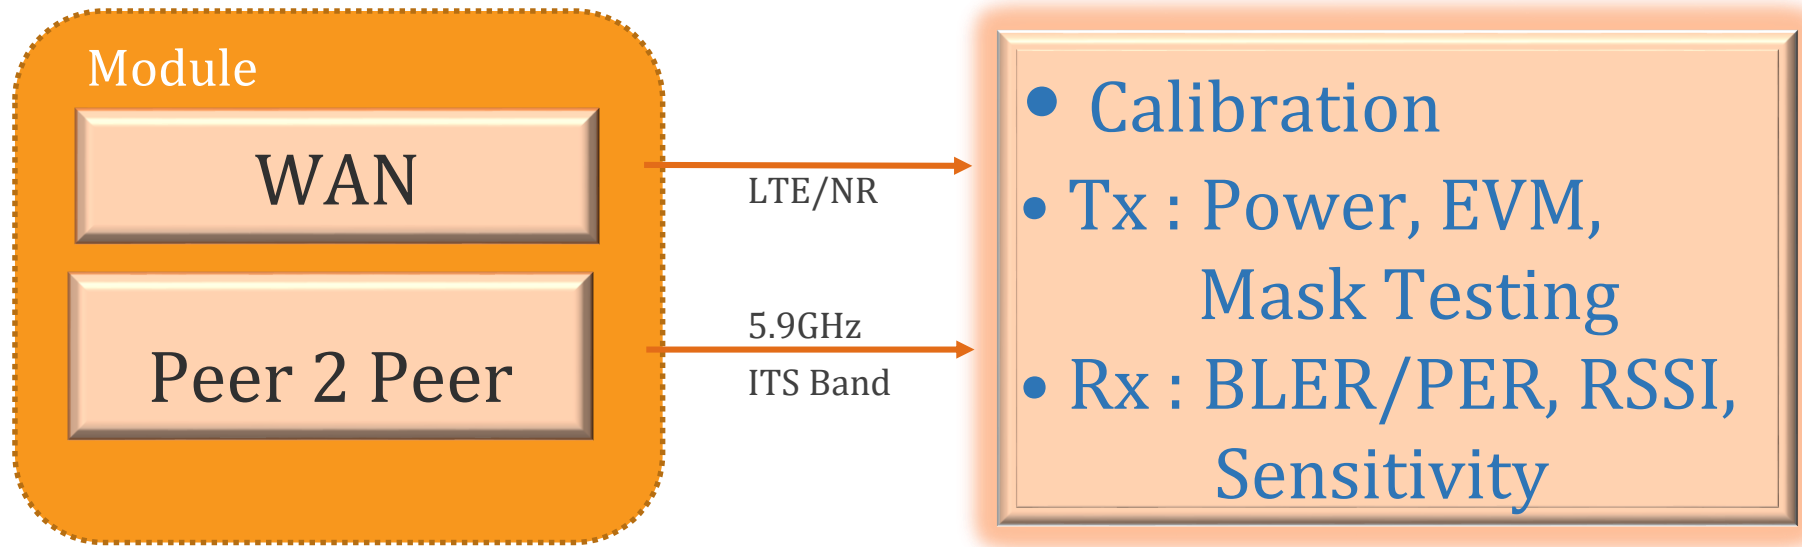 Module
WAN
Peer 2 Peer
LTE/NR
5.9GHz
ITS Band
• Calibration
• Tx : Power, EVM,
Mask Testing
• Rx : BLER/PER, RSSI,
Sensitivity